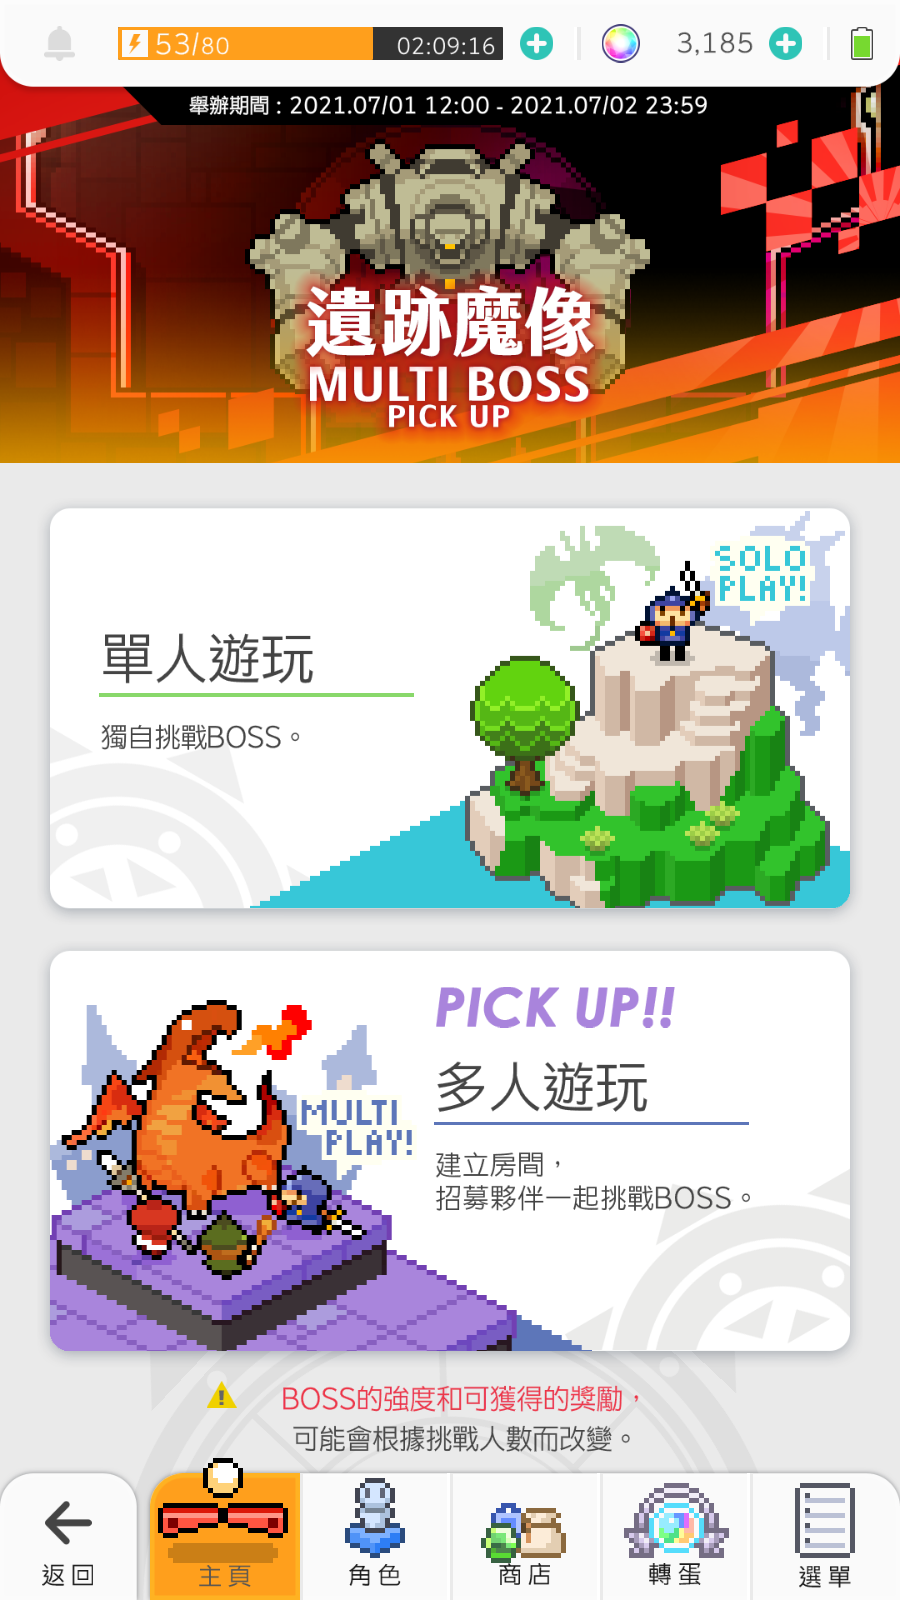 53/80
02:09:16
3,185
舉辦期間：2021.07/01 12:00 - 2021.07/02 23:59
遺跡魔像
MULTI BOSS
PICK UP
SOLO
PLAY!
單人遊玩
獨自挑戰BOSS。
PICK UP!!
多人遊玩
MULTI
PLAY!
建立房間，
招募夥伴一起挑戰BOSS。
BOSS的強度和可獲得的獎勵，
可能會根據挑戰人數而改變。
返回
主頁
角色
商店
轉蛋
選單